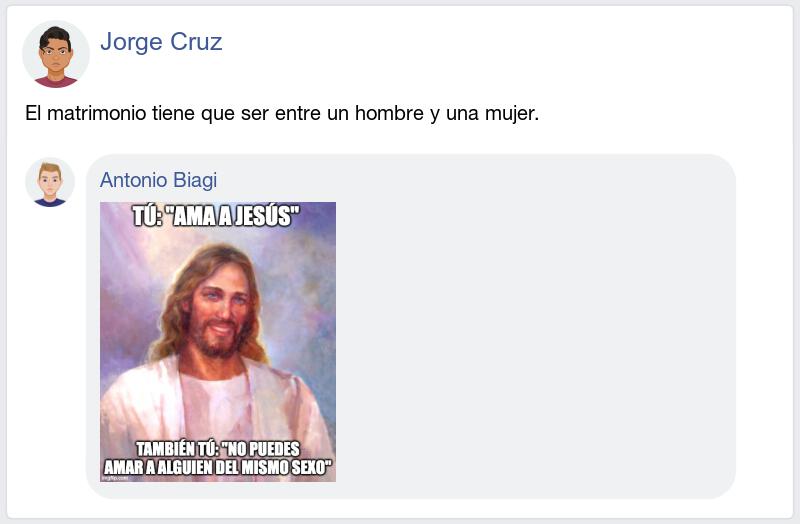 Jorge Cruz
El matrimonio tiene que ser entre un hombre y una mujer.
Antonio Biagi
TÚ: "AMA A JESÚS"
TAMBIÉN TÚ: "NO PUEDES
AMAR A ALGUIEN DEL MISMO SEXO"
imgflip.com